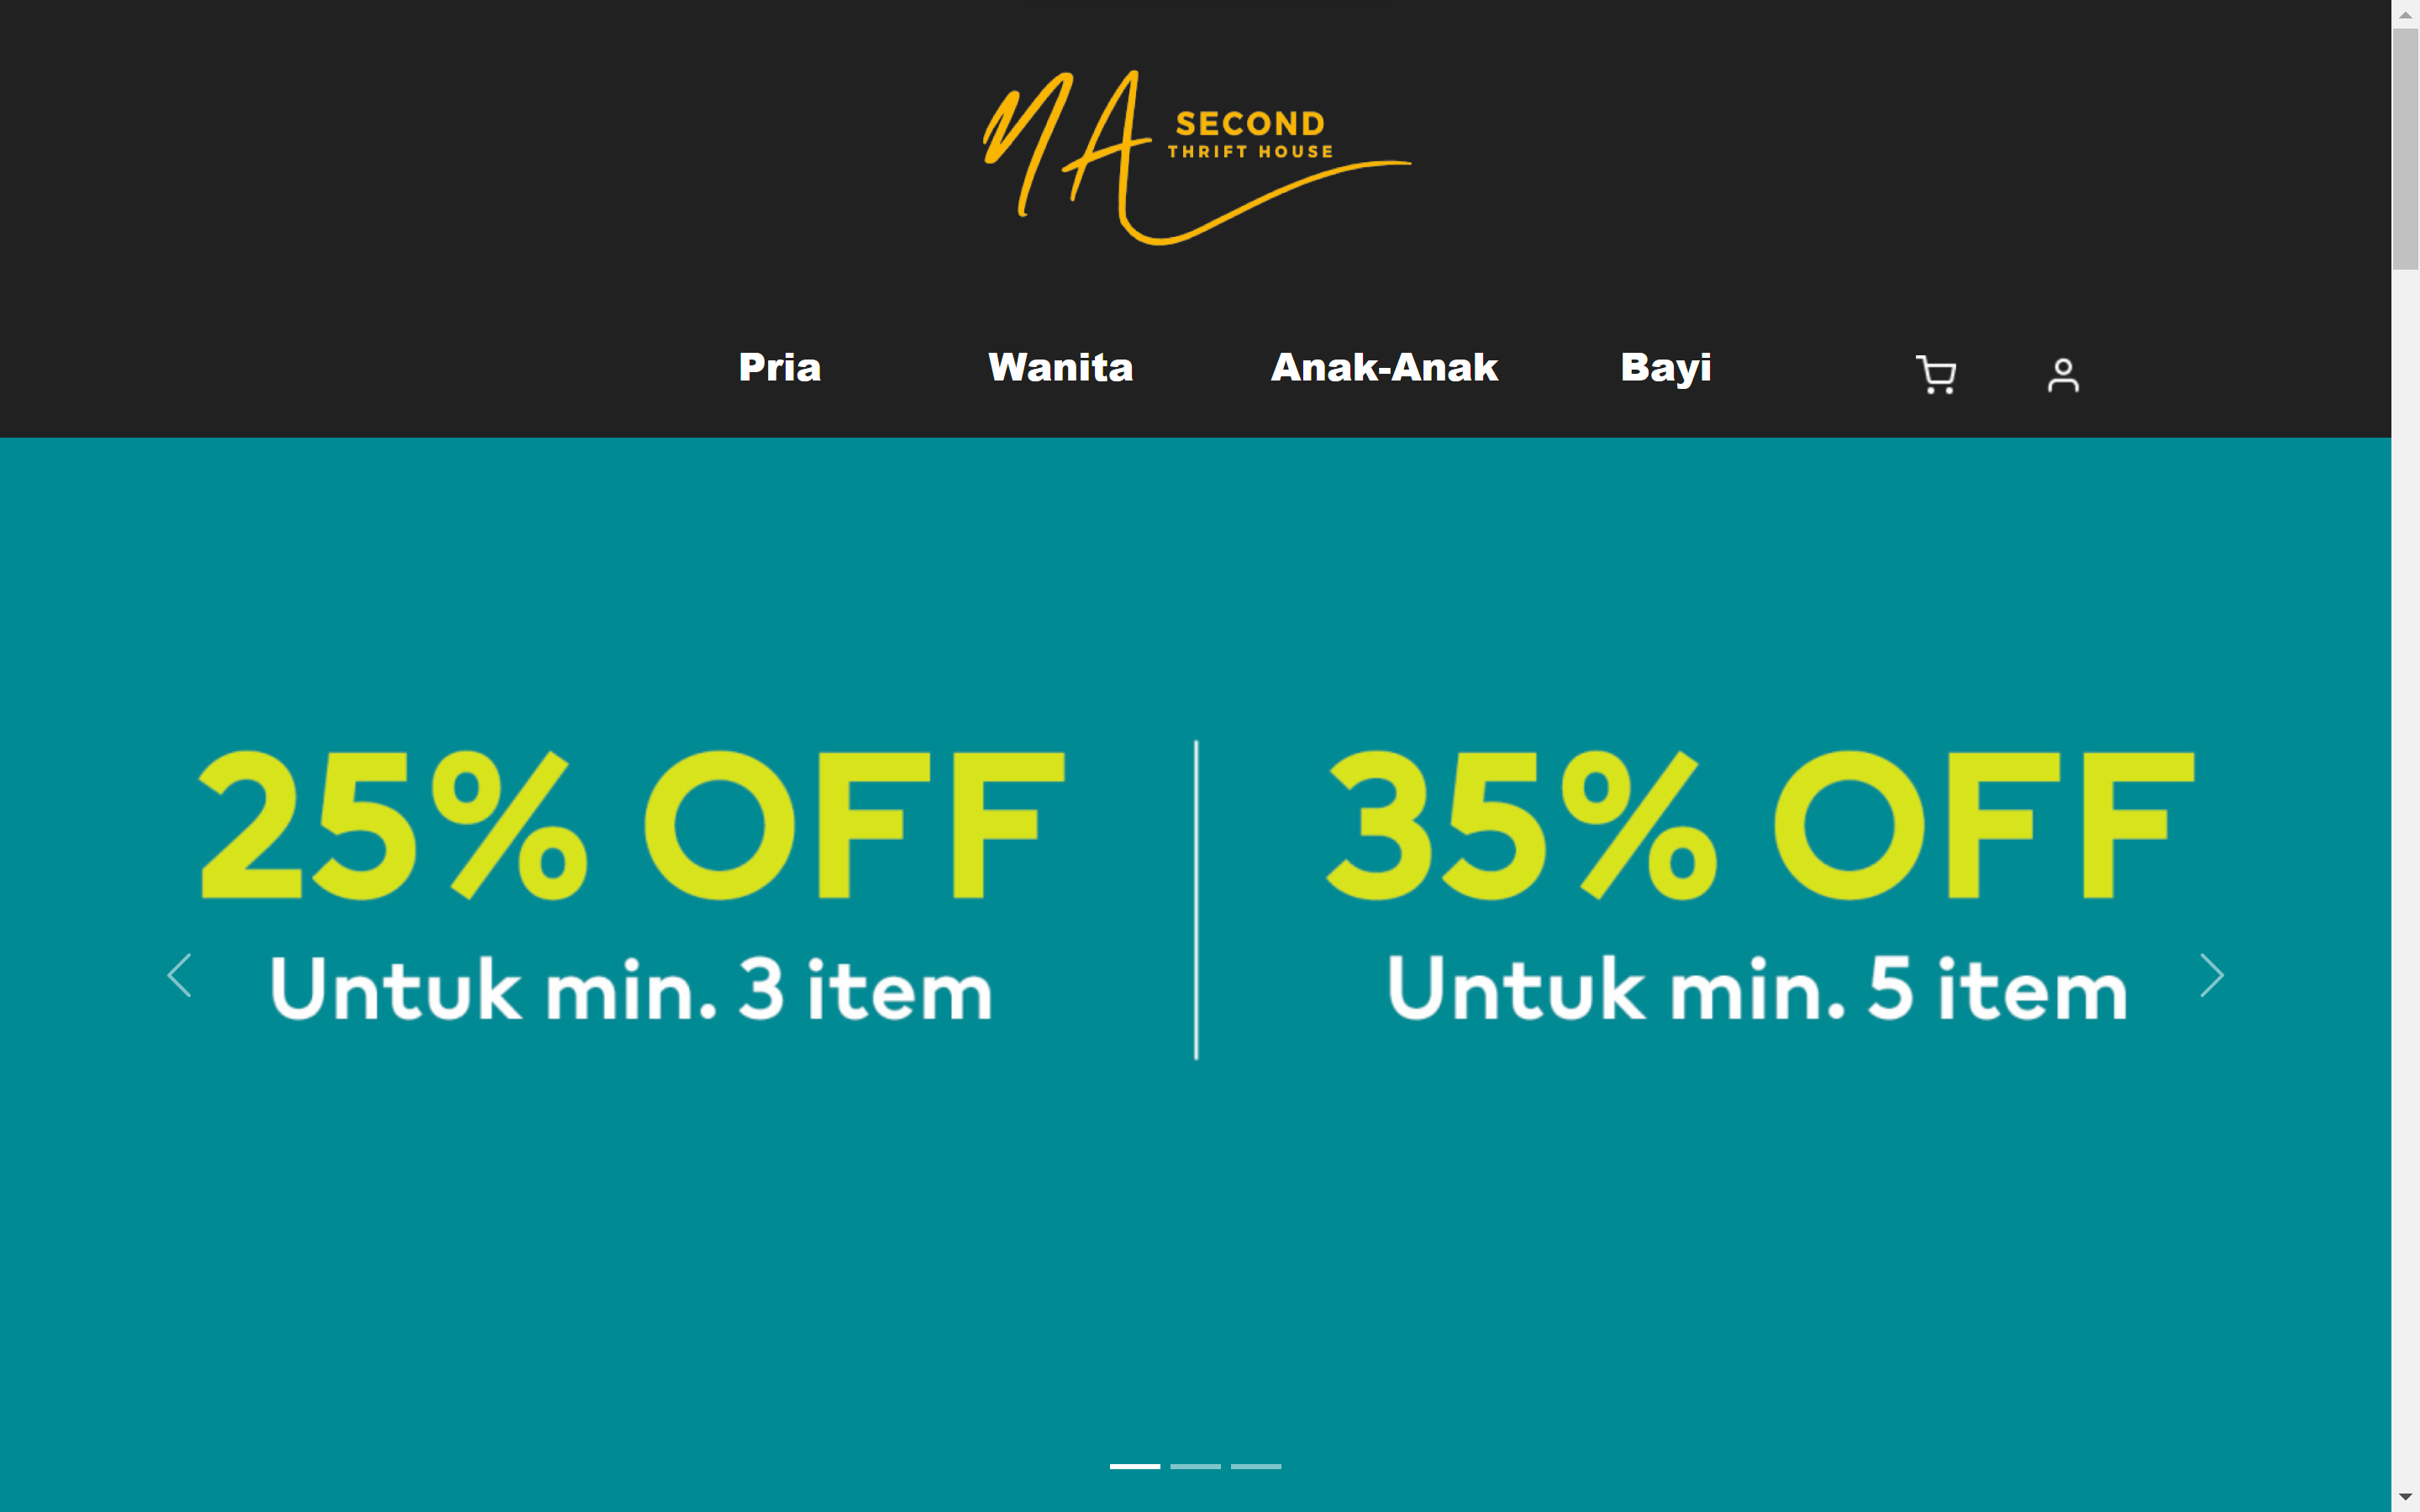 MA SECOND
THRIFT HOUSE
Pria Wanita Anak-Anak Bayi
25% OFF
Untuk min. 3 item
35% OFF
Untuk min. 5 item